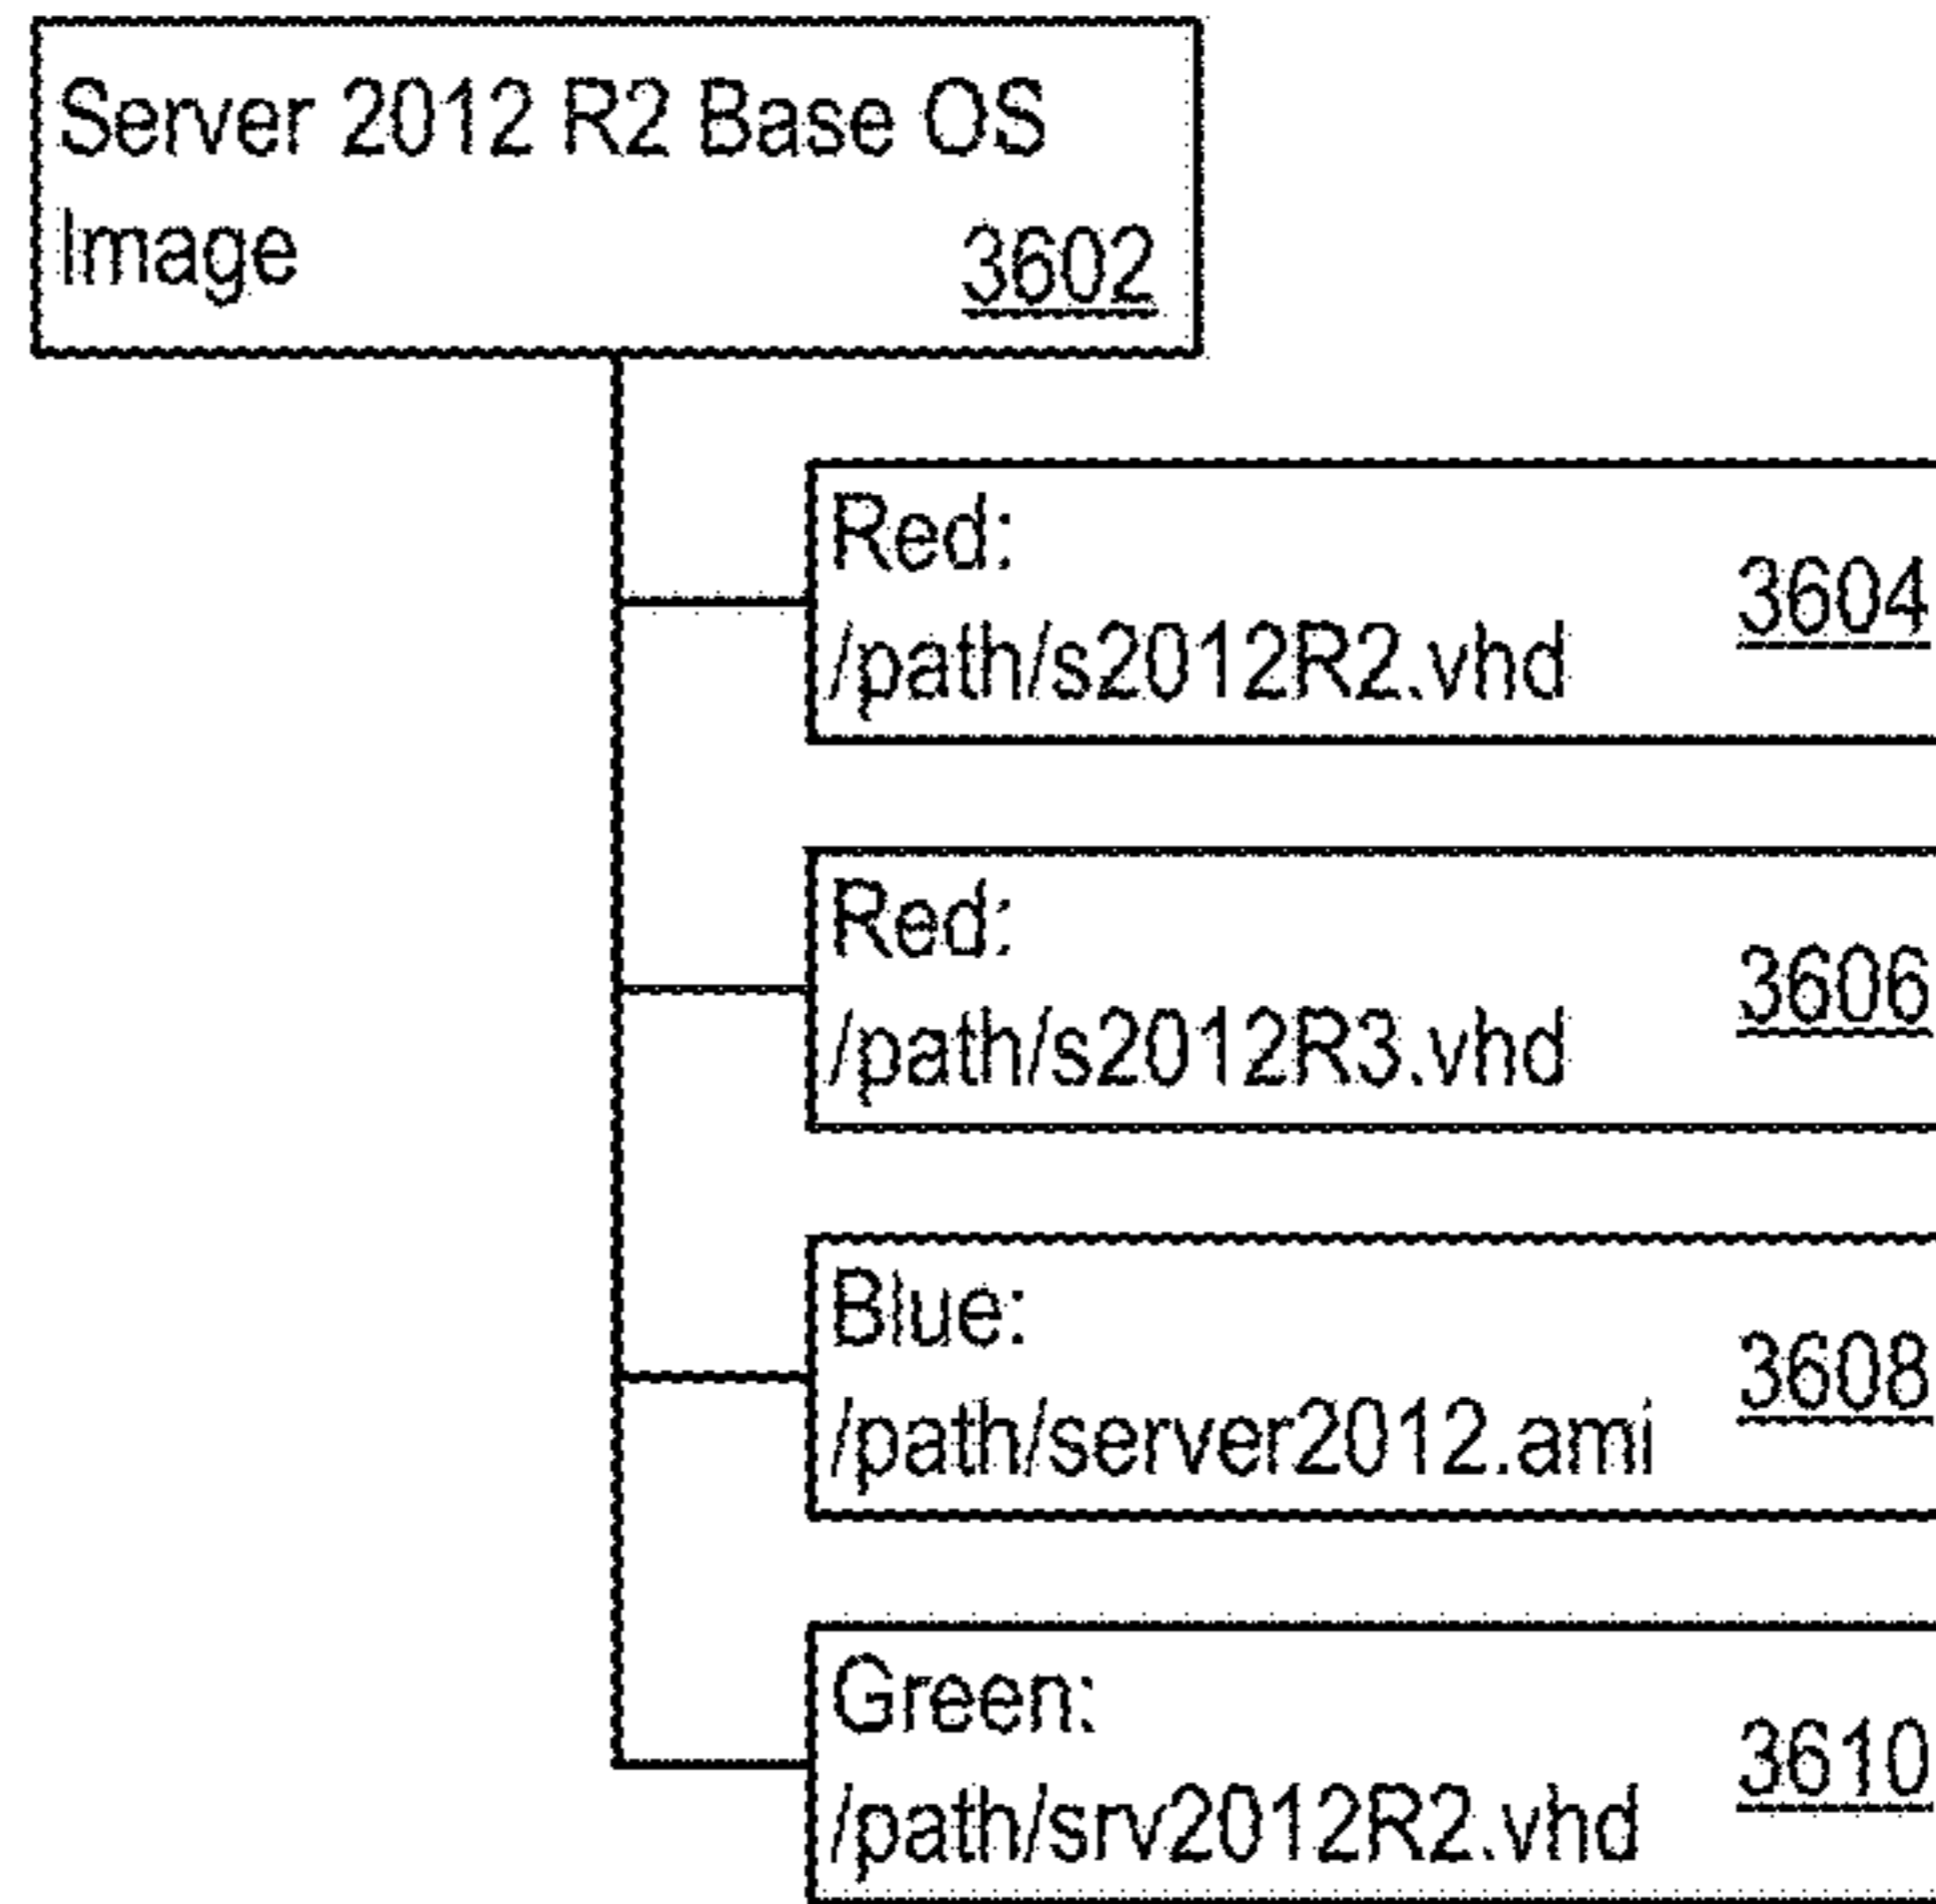 Server 2012 R2 Base OS
Image 3602
Red:
3604
/path/s2012R2.vhd
Red:
3606
/path/s2012R3.vhd
Blue:
3608
/path/server2012.ami
Green:
3610
/path/srv2012R2.vhd